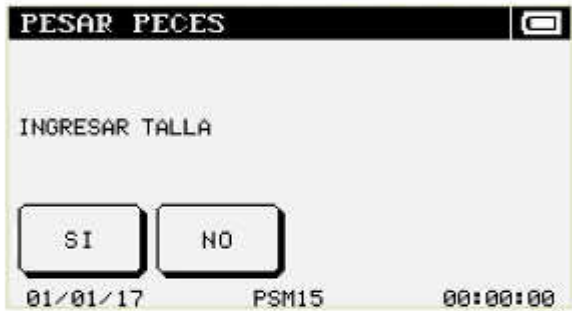 PESAR PECES
INGRESAR TALLA
SI NO
01/01/17 PSM15 00:00:00